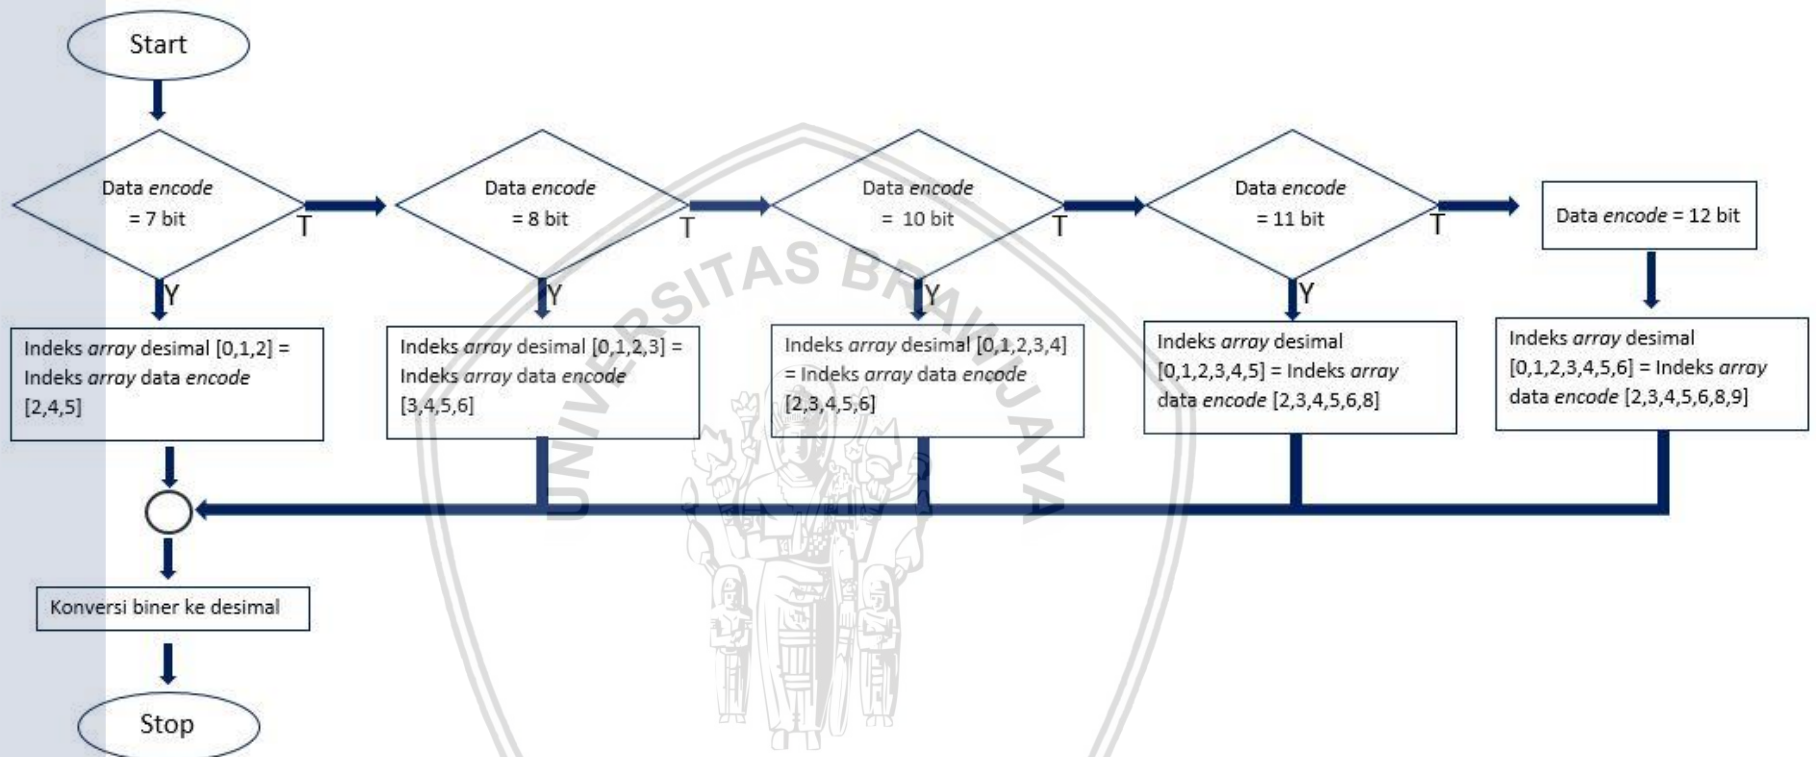 Start
Data encode
= 7 bit
T
Data encode
= 8 bit
T
Data encode
= 10 bit
T
Data encode
= 11 bit
T
Data encode = 12 bit
Y
Y
Y
Y
Indeks array desimal [0,1,2] =
Indeks array data encode
[2,4,5]
Indeks array desimal [0,1,2,3] =
Indeks array data encode
[3,4,5,6]
Indeks array desimal [0,1,2,3,4]
= Indeks array data encode
[2,3,4,5,6]
Indeks array desimal
[0,1,2,3,4,5] = Indeks array
data encode [2,3,4,5,6,8]
Indeks array desimal
[0,1,2,3,4,5,6] = Indeks array
data encode [2,3,4,5,6,8,9]
Konversi biner ke desimal
Stop
UNIVERSITAS BRAWIJAYA